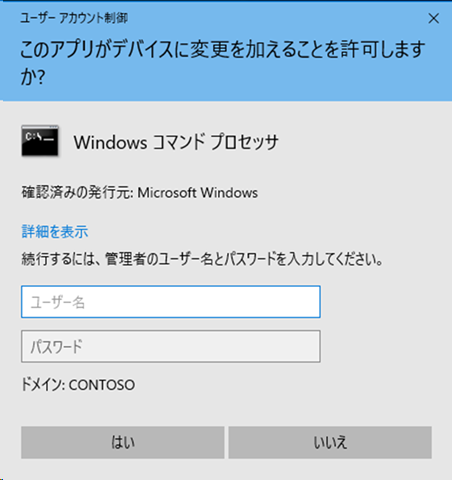 ユーザー アカウント制御
このアプリがデバイスに変更を加えることを許可します
か?
C:\_
Windows コマンド プロセッサ
確認済みの発行元: Microsoft Windows
詳細を表示
続行するには、管理者のユーザー名とパスワードを入力してください。
ユーザー名
パスワード
ドメイン: CONTOSO
はい
いいえ